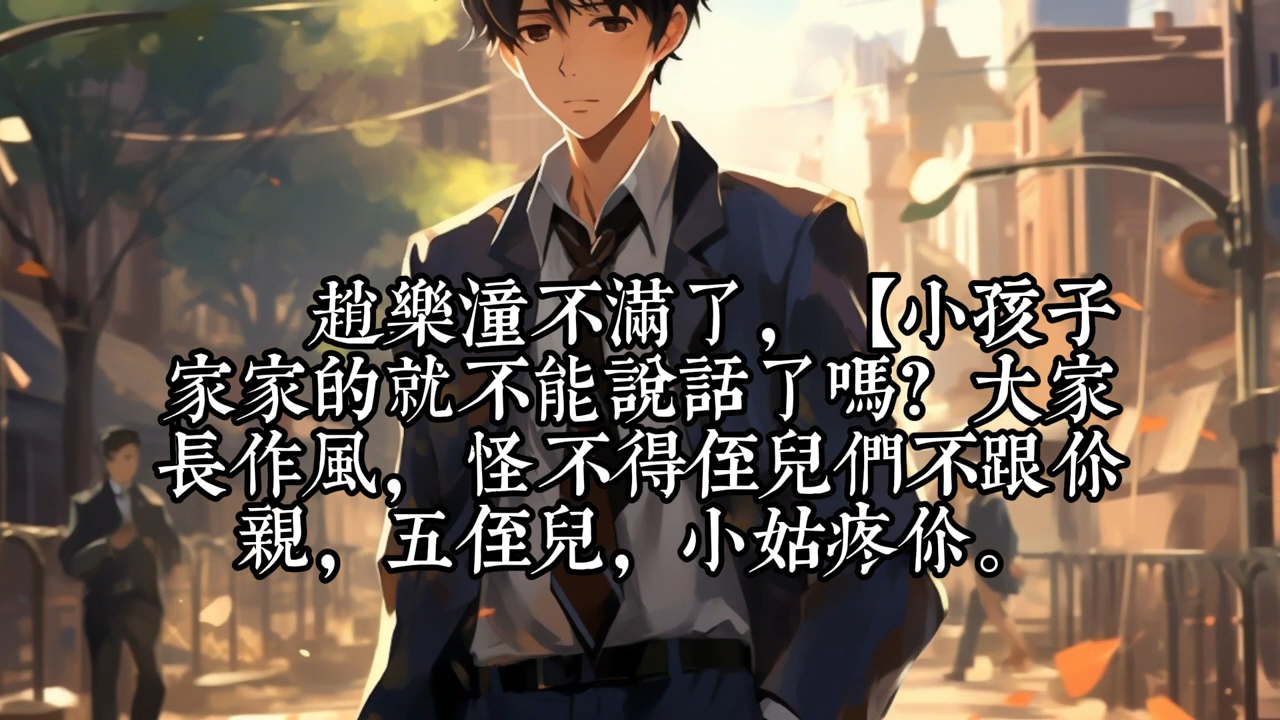 趙樂潼不滿了，【小孩子
家家的就不能說話了嗎？大家
長作風，怪不得侄兒們不跟你
親，五侄兒，小姑疼你。